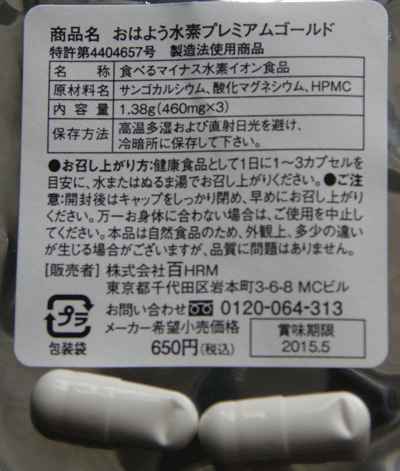 商品名 おはよう水素プレミアムゴールド
特許第4404657号 製造法使用商品
名称 食べるマイナス水素イオン食品
原材料名 サンゴカルシウム、酸化マグネシウム、HPMC
内容量 1.38g(460mg×3)
保存方法 高温多湿および直射日光を避け、
冷暗所に保存して下さい。
●お召し上がり方:健康食品として1日に1〜3カプセルを
目安に、水またはぬるま湯でお召し上がりください。●ご注
意:開封後はキャップをしっかり閉め、早めにお召し上がり
ください。万一お身体に合わない場合は、ご使用を中止し
てください。本品は自然食品のため、外観上、多少の違い
が生じる場合がございますが、品質に問題はありません。
[販売者] 株式会社百HRM
東京都千代田区岩本町3-6-8 MCビル
お問い合わせ 0120-064-313
メーカー希望小売価格
650円(税込)
賞味期限
2015.5
プラ
包装袋